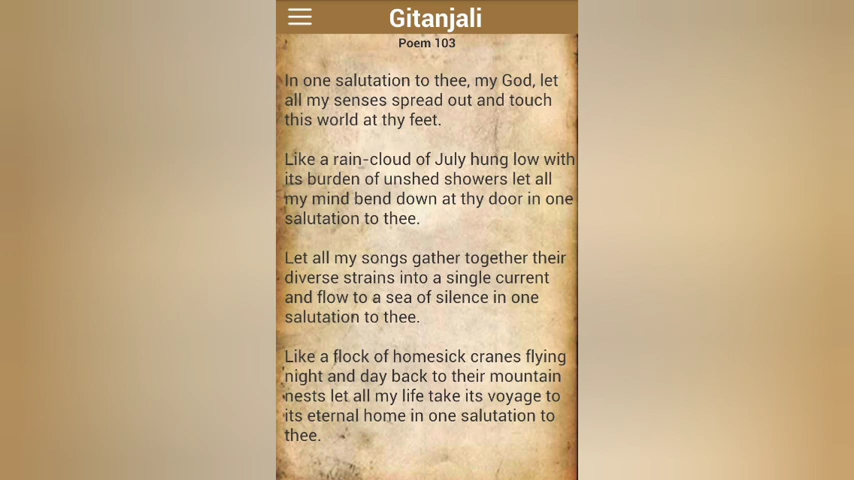 Gitanjali
Poem 103
In one salutation to thee, my God, let
all my senses spread out and touch
this world at thy feet.
Like a rain-cloud of July hung low with
its burden of unshed showers let all
my mind bend down at thy door in one
salutation to thee.
Let all my songs gather together their
diverse strains into a single current
and flow to a sea of silence in one
salutation to thee.
Like a flock of homesick cranes flying
night and day back to their mountain
nests let all my life take its voyage to
its eternal home in one salutation to
thee.